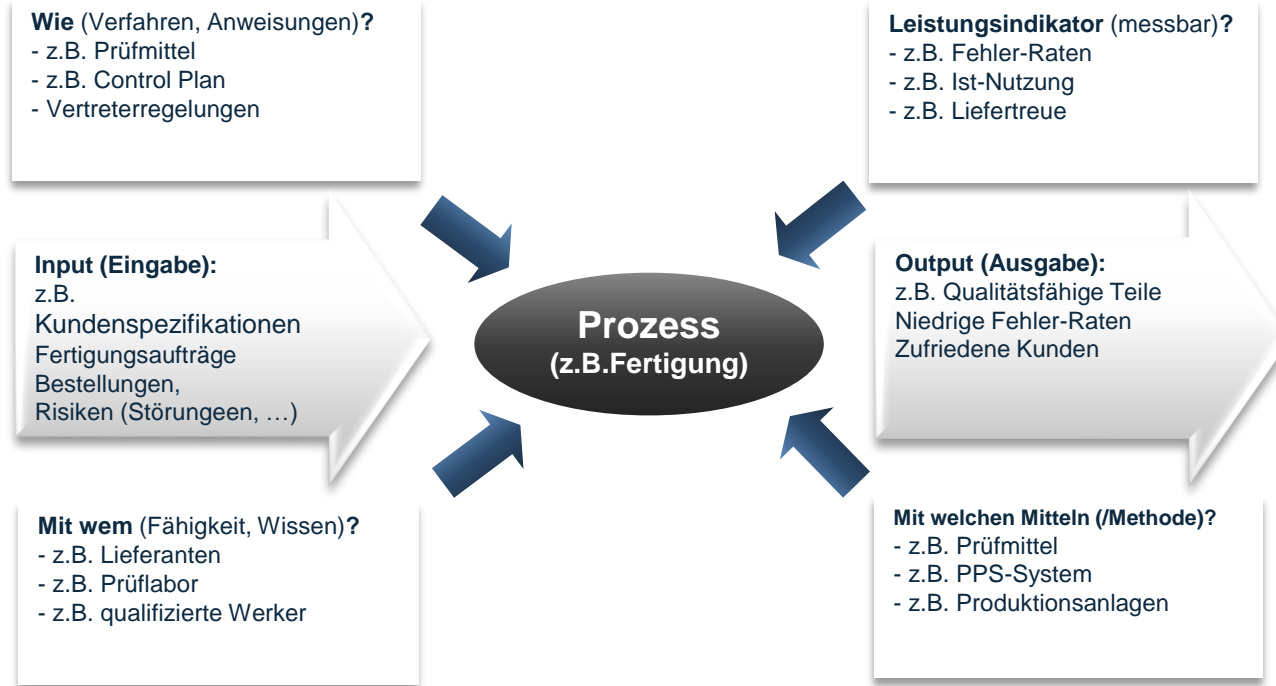 Wie (Verfahren, Anweisungen)?
- z.B. Prüfmittel
- z.B. Control Plan
- Vertreterregelungen
Leistungsindikator (messbar)?
- z.B. Fehler-Raten
- z.B. Ist-Nutzung
- z.B. Liefertreue
Input (Eingabe):
z.B.
Kundenspezifikationen
Fertigungsaufträge
Bestellungen,
Risiken (Störungeen, …)
Prozess
(z.B.Fertigung)
Output (Ausgabe):
z.B. Qualitätsfähige Teile
Niedrige Fehler-Raten
Zufriedene Kunden
Mit wem (Fähigkeit, Wissen)?
- z.B. Lieferanten
- z.B. Prüflabor
- z.B. qualifizierte Werker
Mit welchen Mitteln (/Methode)?
- z.B. Prüfmittel
- z.B. PPS-System
- z.B. Produktionsanlagen